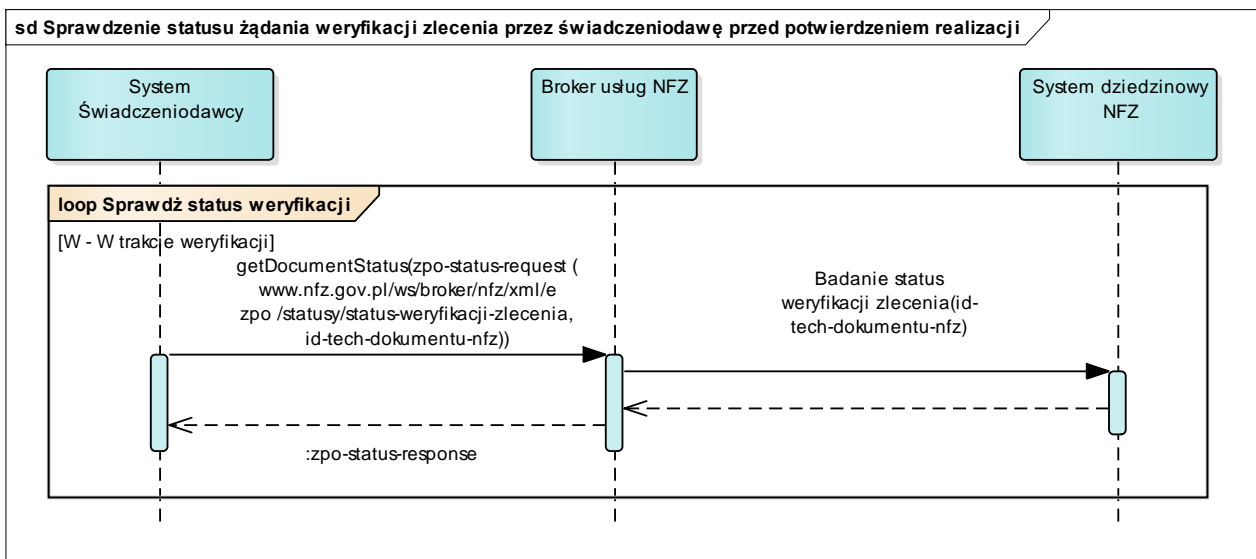 sd Sprawdzenie statusu żądania weryfikacji zlecenia przez świadczeniodawę przed potwierdzeniem realizacji
System
Świadczeniodawcy
Broker usług NFZ
System dziedzinowy
NFZ
loop Sprawdż status weryfikacji
[W - W trakcie weryfikacji]
getDocumentStatus(zpo-status-request (
www.nfz.gov.pl/ws/broker/nfz/xml/e
zpo /statusy/status-weryfikacji-zlecenia,
id-tech-dokumentu-nfz))
Badanie status
weryfikacji zlecenia(id-
tech-dokumentu-nfz)
:zpo-status-response